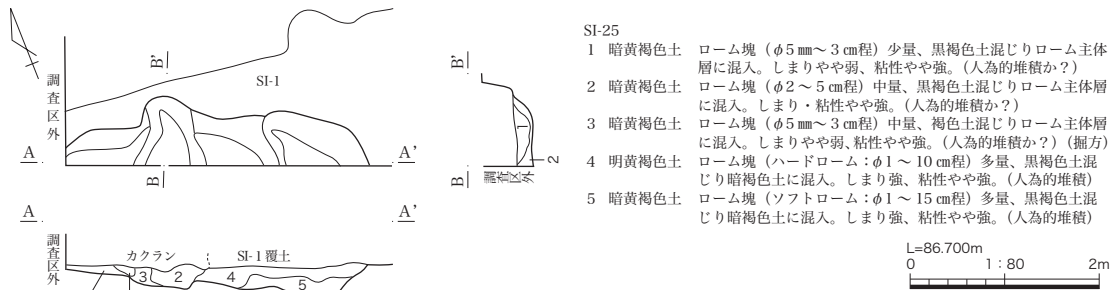 調査区外
B'
SI-1
A
A'
B
B'
1
2
B
調査区外
A
A'
調査区外
カクラン
SI-1 覆土
3
2
4
5
SI-25
1 暗黄褐色土 ローム塊（φ5㎜～3㎝程）少量、黒褐色土混じりローム主体
層に混入。しまりやや弱、粘性やや強。（人為的堆積か？）
2 暗黄褐色土 ローム塊（φ2～5㎝程）中量、黒褐色土混じりローム主体層
に混入。しまり・粘性やや強。（人為的堆積か？）
3 暗黄褐色土 ローム塊（φ5㎜～3㎝程）中量、褐色土混じりローム主体層
に混入。しまりやや弱、粘性やや強。（人為的堆積か？）（掘方）
4 明黄褐色土 ローム塊（ハードローム：φ1～10㎝程）多量、黒褐色土混
じり暗褐色土に混入。しまり強、粘性やや強。（人為的堆積）
5 暗黄褐色土 ローム塊（ソフトローム：φ1～15㎝程）多量、黒褐色土混
じり暗褐色土に混入。しまり強、粘性やや強。（人為的堆積）
L=86.700m
0 1：80 2m